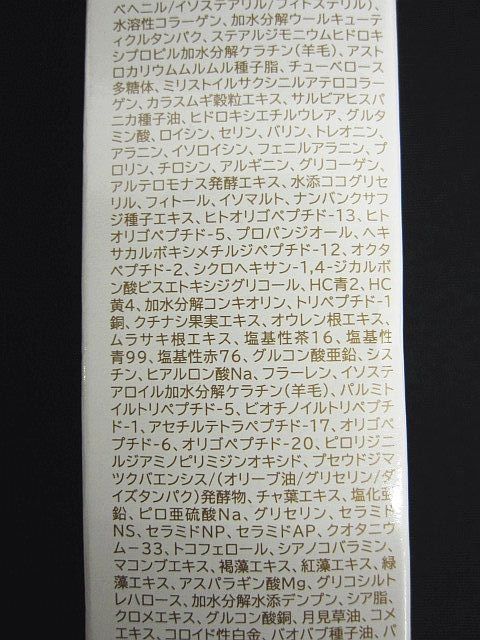 ベヘニル/イソステアリル/フィトステリル)、
水溶性コラーゲン、加水分解ウールキューティ
クルタンパク、ステアルジモニウムヒドロキ
シプロピル加水分解ケラチン(羊毛)、アスト
ロカリウムムルムル種子脂、チューベロース
多糖体、ミリストイルサクシニルアテロコラー
ゲン、カラスムギ穀粒エキス、サルビアヒスパ
ニカ種子油、ヒドロキシエチルウレア、グルタ
ミン酸、ロイシン、セリン、バリン、トレオニン、
アラニン、イソロイシン、フェニルアラニン、プ
ロリン、チロシン、アルギニン、グリコーゲン、
アルテロモナス発酵エキス、水添ココグリセ
リル、フィトール、イソマルト、ナンバンクサフ
ジ種子エキス、ヒトオリゴペプチド-13、ヒト
オリゴペプチド-5、プロパンジオール、ヘキ
サカルボキシメチルジペプチド-12、オクタ
ペプチド-2、シクロヘキサン-1,4-ジカルボ
ン酸ビスエトキシジグリコール、HC青2、HC
黄4、加水分解コンキオリン、トリペプチド-1
銅、クチナシ果実エキス、オウレン根エキス、
ムラサキ根エキス、塩基性茶16、塩基性
青99、塩基性赤76、グルコン酸亜鉛、シス
チン、ヒアルロン酸Na、フラーレン、イソステ
アロイル加水分解ケラチン(羊毛)、パルミト
イルトリペプチド-5、ビオチノイルトリペプチ
ド-1、アセチルテトラペプチド-17、オリゴペ
プチド-6、オリゴペプチド-20、ピロリジニ
ルジアミノピリミジンオキシド、プセウドジマ
ツクバエンシス/(オリーブ油/グリセリン/ダ
イズタンパク)発酵物、チャ葉エキス、塩化亜
鉛、ピロ亜硫酸Na、グリセリン、セラミド
NS、セラミドNP、セラミドAP、クオタニウ
ム-33、トコフェロール、シアノコバラミン、
マコンブエキス、褐藻エキス、紅藻エキス、緑
藻エキス、アスパラギン酸Mg、グリコシルト
レハロース、加水分解水添デンプン、シア脂、
クロメエキス、グルコン酸銅、月見草油、コメ
エキス、コロイド性白金、バオバブ種子油、パ